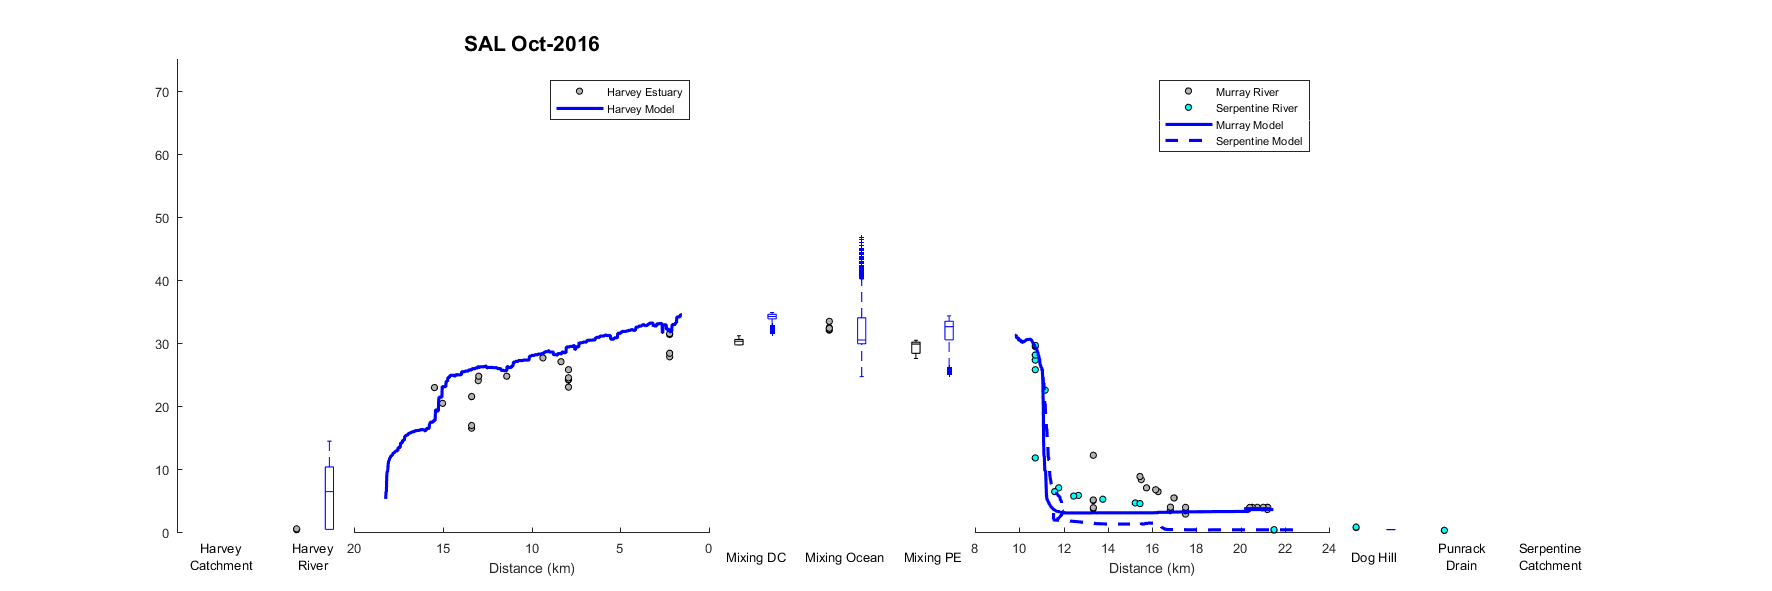 SAL Oct-2016
70
60
50
40
30
20
10
0
Harvey Estuary
Harvey Model
Murray River
Serpentine River
Murray Model
Serpentine Model
Harvey
Catchment
Harvey
River
20
15
10
5
0
Distance (km)
Mixing DC
Mixing Ocean
Mixing PE
8
10
12
14
16
18
20
22
24
Distance (km)
Dog Hill
Punrack
Drain
Serpentine
Catchment